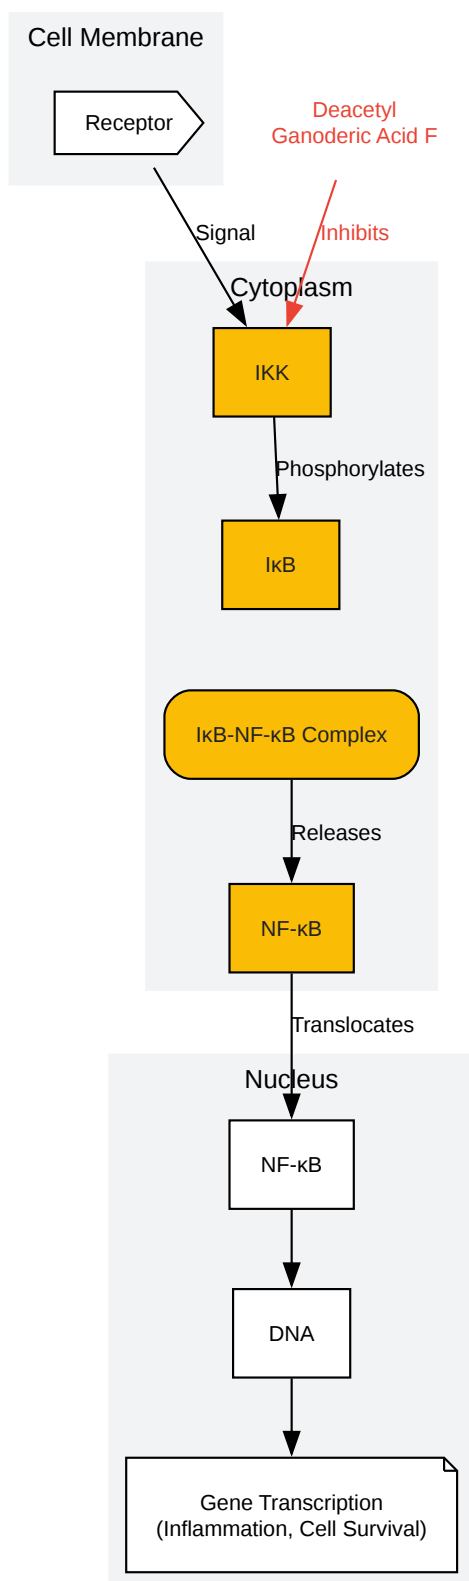 Cell Membrane
Receptor
Deacetyl
Ganoderic Acid F
Signal
Inhibits
Cytoplasm
IKK
Phosphorylates
IκB
IκB-NF-κB Complex
Releases
NF-κB
Translocates
Nucleus
NF-κB
DNA
Gene Transcription
(Inflammation, Cell Survival)